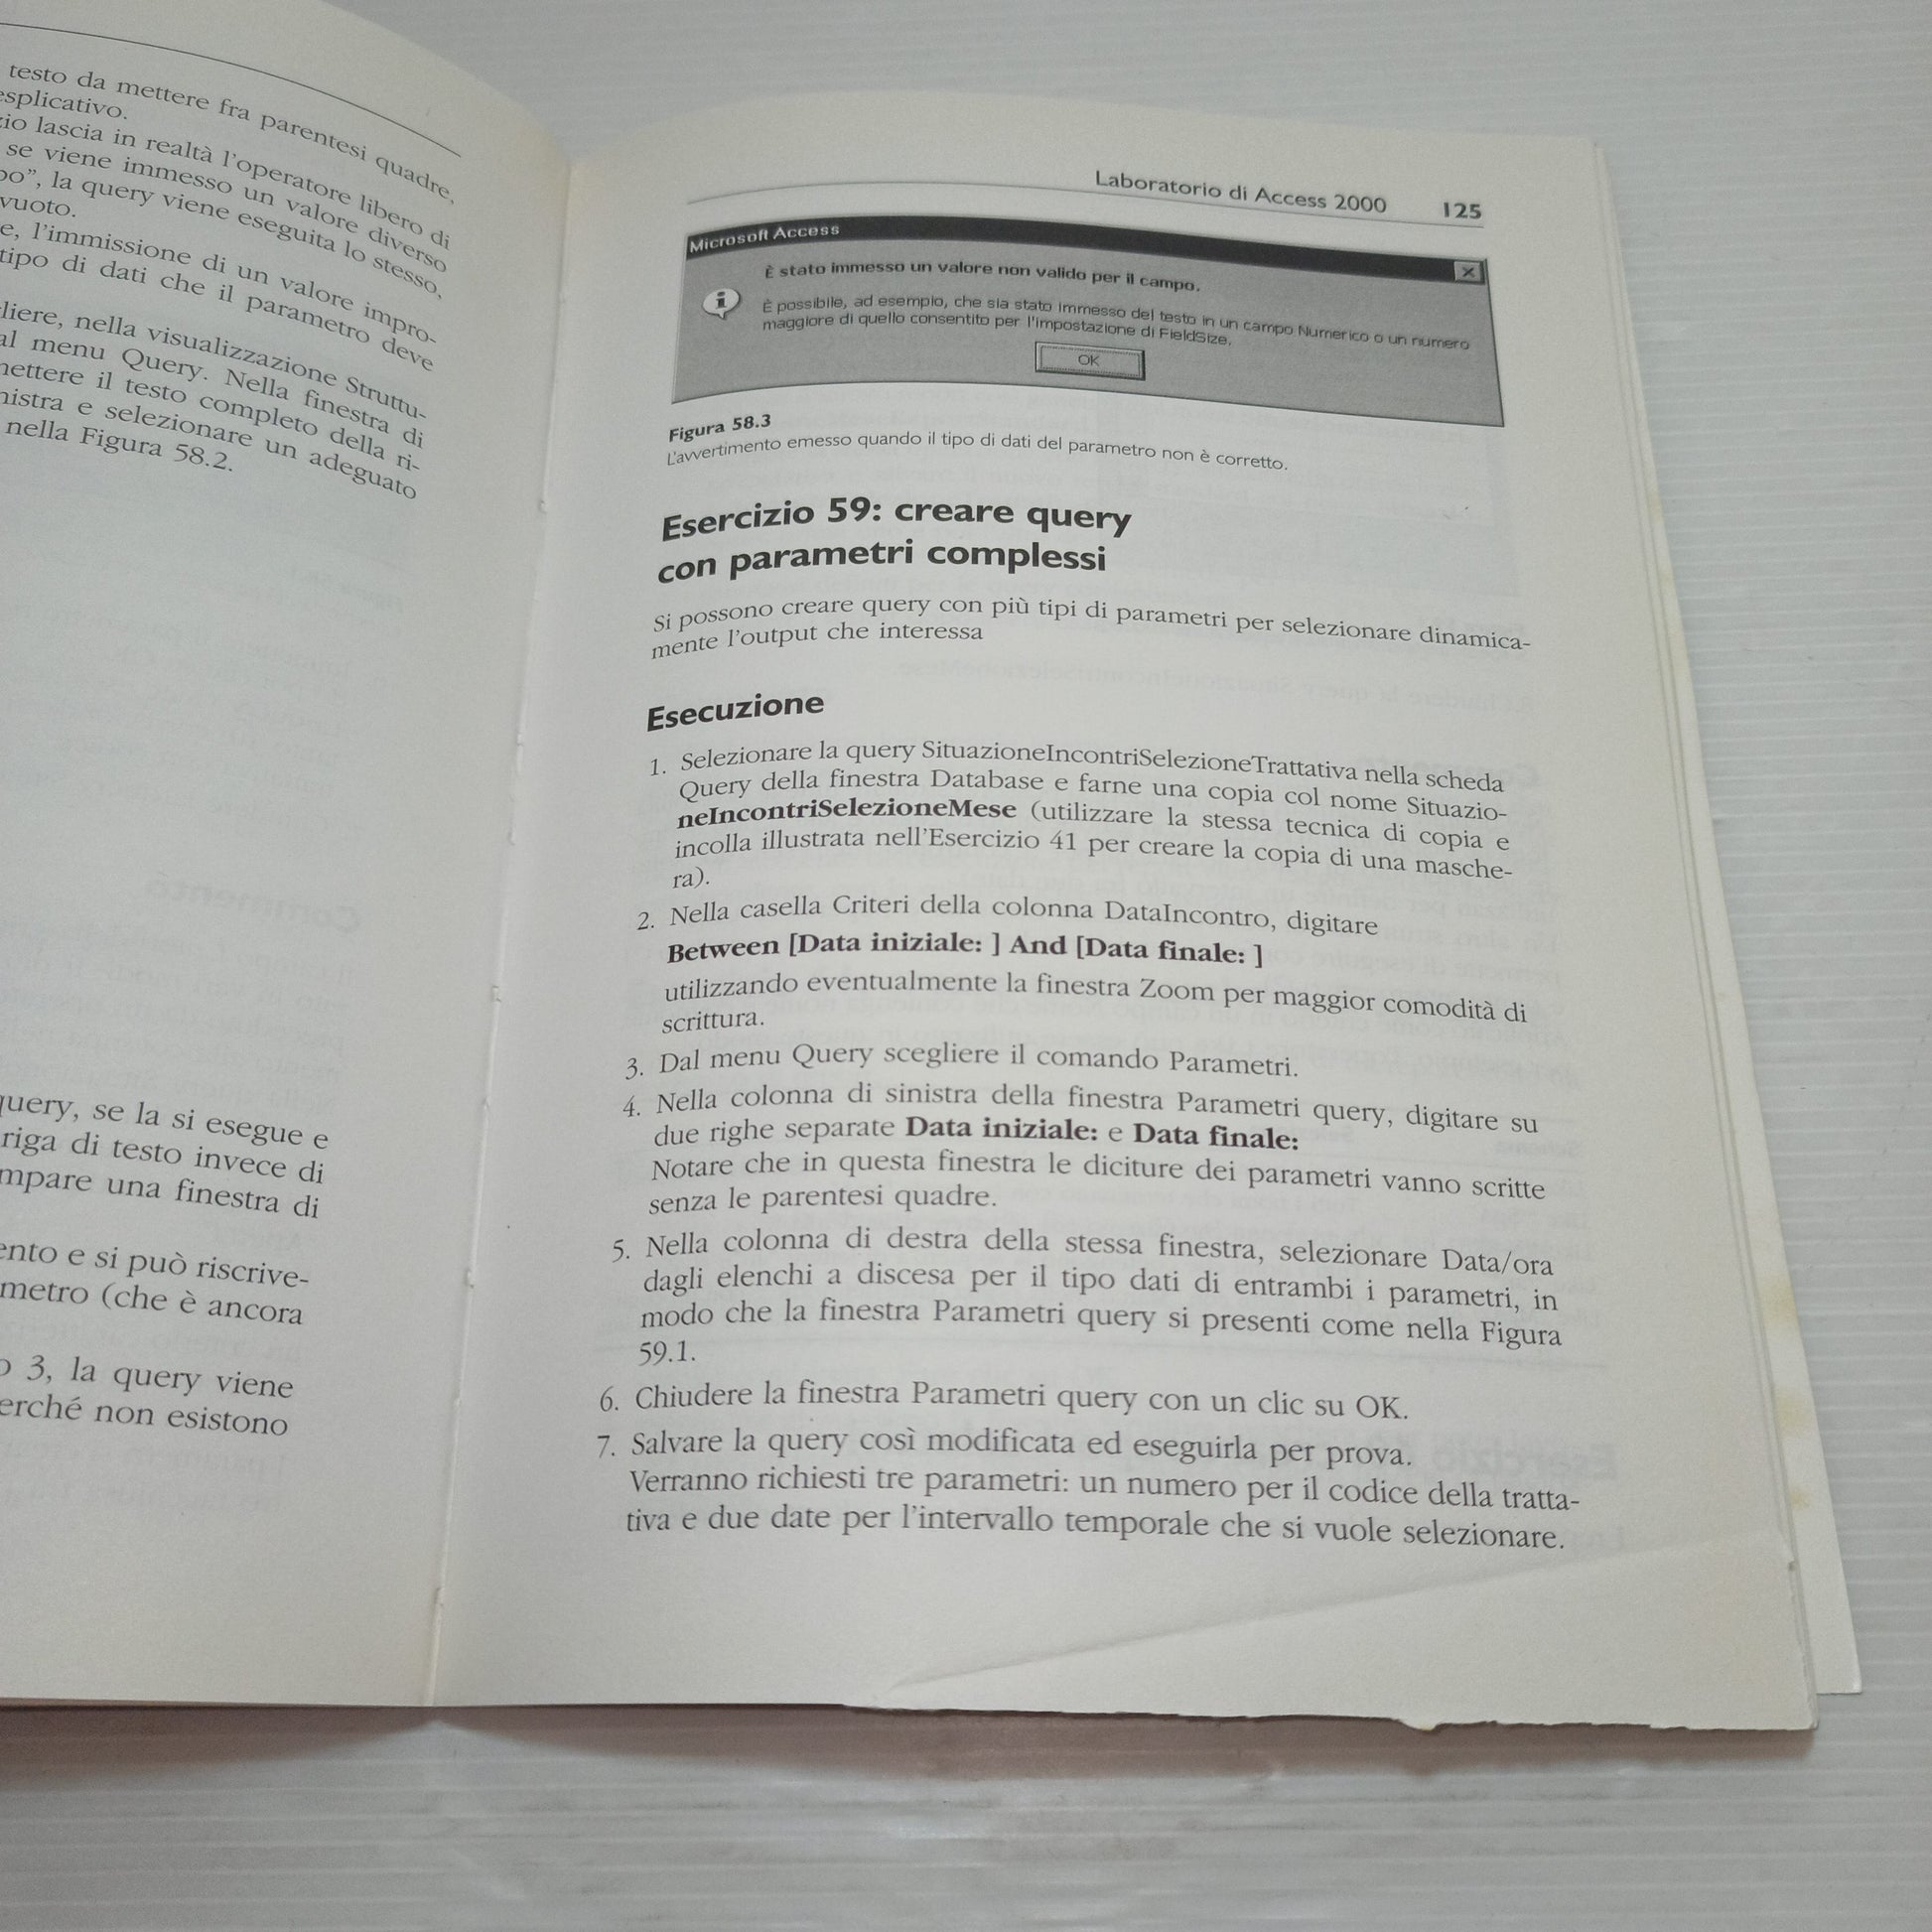 testo da mettere fra parentesi quadre,
esplicativo.
lascia in realtà l'operatore libero di
se viene immesso un valore diverso
la query viene eseguita lo stesso,
vuoto.
l'immissione di un valore impro-
tipo di dati che il parametro deve
nella visualizzazione Struttu-
menu Query. Nella finestra di
il testo completo della ri-
e selezionare un adeguato
nella Figura 58.2.
query, se la si esegue e
riga di testo invece di
una finestra di
e si può riscrive-
(che è ancora
3, la query viene
non esistono
Laboratorio di Access 2000 125
Microsoft Access
È stato immesso un valore non valido per il campo.
È possibile, ad esempio, che sia stato immesso del testo in un campo Numerico o un numero
maggiore di quello consentito per l'impostazione di FieldSize.
OK
Figura 58.3
L'avvertimento emesso quando il tipo di dati del parametro non è corretto.
Esercizio 59: creare query
con parametri complessi
Si possono creare query con più tipi di parametri per selezionare dinamica-
mente l'output che interessa
Esecuzione
1. Selezionare la query SituazioneIncontriSelezioneTrattativa nella scheda
Query della finestra Database e farne una copia col nome Situazio-
neIncontriSelezioneMese (utilizzare la stessa tecnica di copia e
incolla illustrata nell'Esercizio 41 per creare la copia di una masche-
ra).
2. Nella casella Criteri della colonna DataIncontro, digitare
Between [Data iniziale: ] And [Data finale: ]
utilizzando eventualmente la finestra Zoom per maggior comodità di
scrittura.
3. Dal menu Query scegliere il comando Parametri.
4. Nella colonna di sinistra della finestra Parametri query, digitare su
due righe separate Data iniziale: e Data finale:
Notare che in questa finestra le diciture dei parametri vanno scritte
senza le parentesi quadre.
5. Nella colonna di destra della stessa finestra, selezionare Data/ora
dagli elenchi a discesa per il tipo dati di entrambi i parametri, in
modo che la finestra Parametri query si presenti come nella Figura
59.1.
6. Chiudere la finestra Parametri query con un clic su OK.
7. Salvare la query così modificata ed eseguirla per prova.
Verranno richiesti tre parametri: un numero per il codice della tratta-
tiva e due date per l'intervallo temporale che si vuole selezionare.